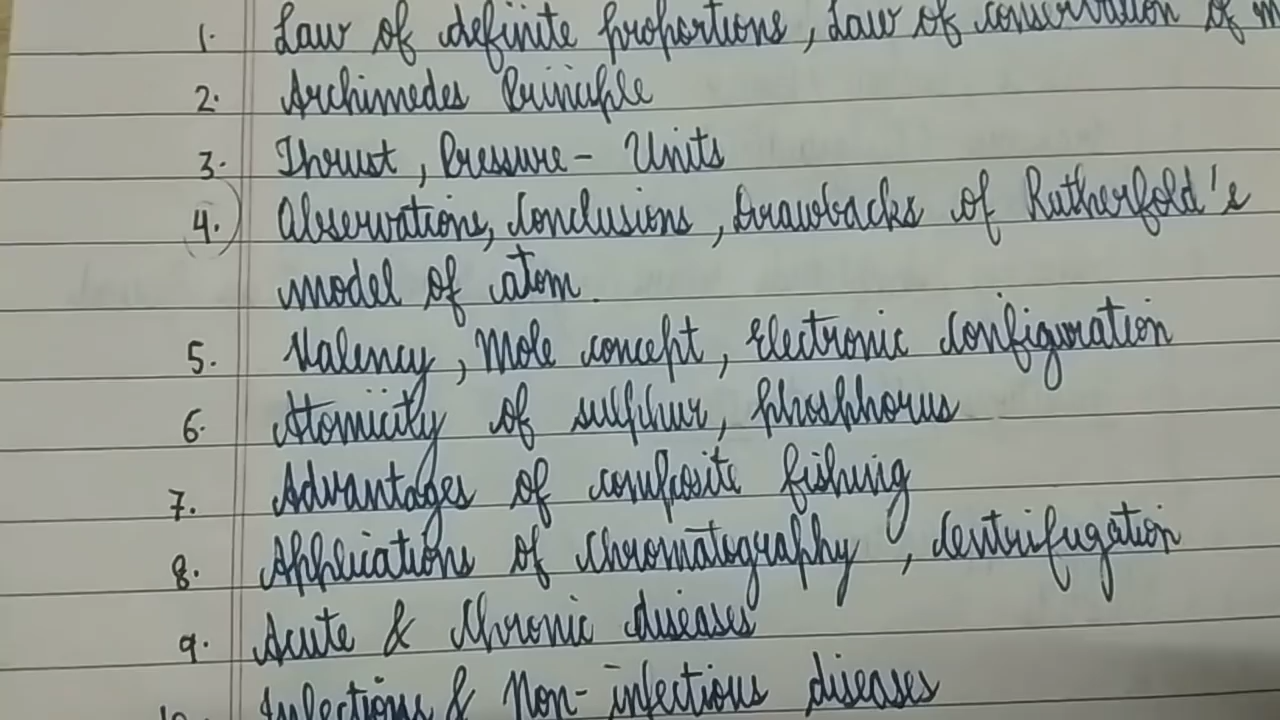 1. Law of definite proportions, Law of conservation of m
2. Archimedes Principle
3. Thrust, Pressure - Units
4. Observations, Conclusions, Drawbacks of Rutherfold's
model of atom.
5. Valency, Mole concept, Electronic Configuration
6. Atomicity of sulphur, phosphorus
7. Advantages of composite fishing
8. Applications of Chromatography, Centrifugation
9. Acute & Chronic diseases
10. Infectious & Non-infectious diseases